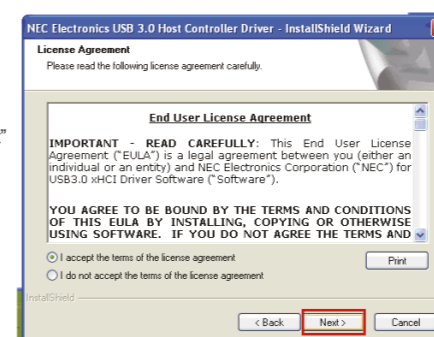 NEC Electronics USB 3.0 Host Controller Driver - InstallShield Wizard
License Agreement
Please read the following license agreement carefully.
”
End User License Agreement
IMPORTANT - READ CAREFULLY: This End User License
Agreement ("EULA") is a legal agreement between you (either an
individual or an entity) and NEC Electronics Corporation ("NEC") for
USB3.0 xHCI Driver Software ("Software").
YOU AGREE TO BE BOUND BY THE TERMS AND CONDITIONS
OF THIS EULA BY INSTALLING, COPYING OR OTHERWISE
USING SOFTWARE. IF YOU DO NOT AGREE THE TERMS AND
I accept the terms of the license agreement
Print
I do not accept the terms of the license agreement
InstallShield
< Back Next > Cancel